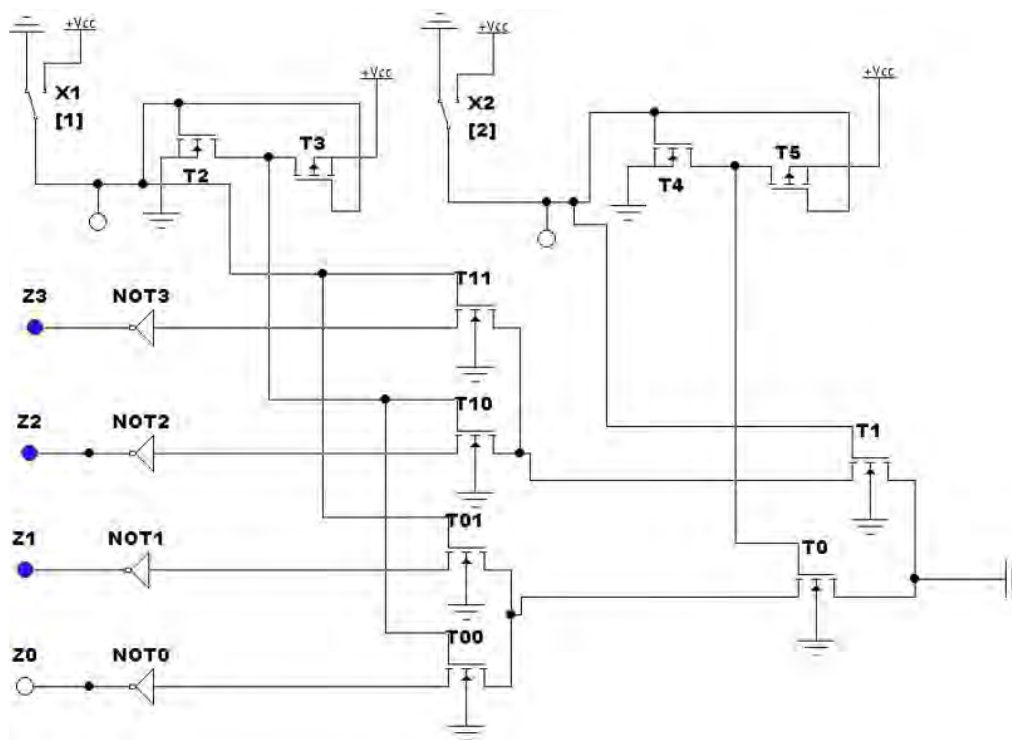 +Vcc
+Vcc
X1
[1]
+Vcc
X2
[2]
+Vcc
T2
T3
T4
T5
T11
Z3
NOT3
T10
Z2
NOT2
T1
T01
Z1
NOT1
T0
T00
Z0
NOT0